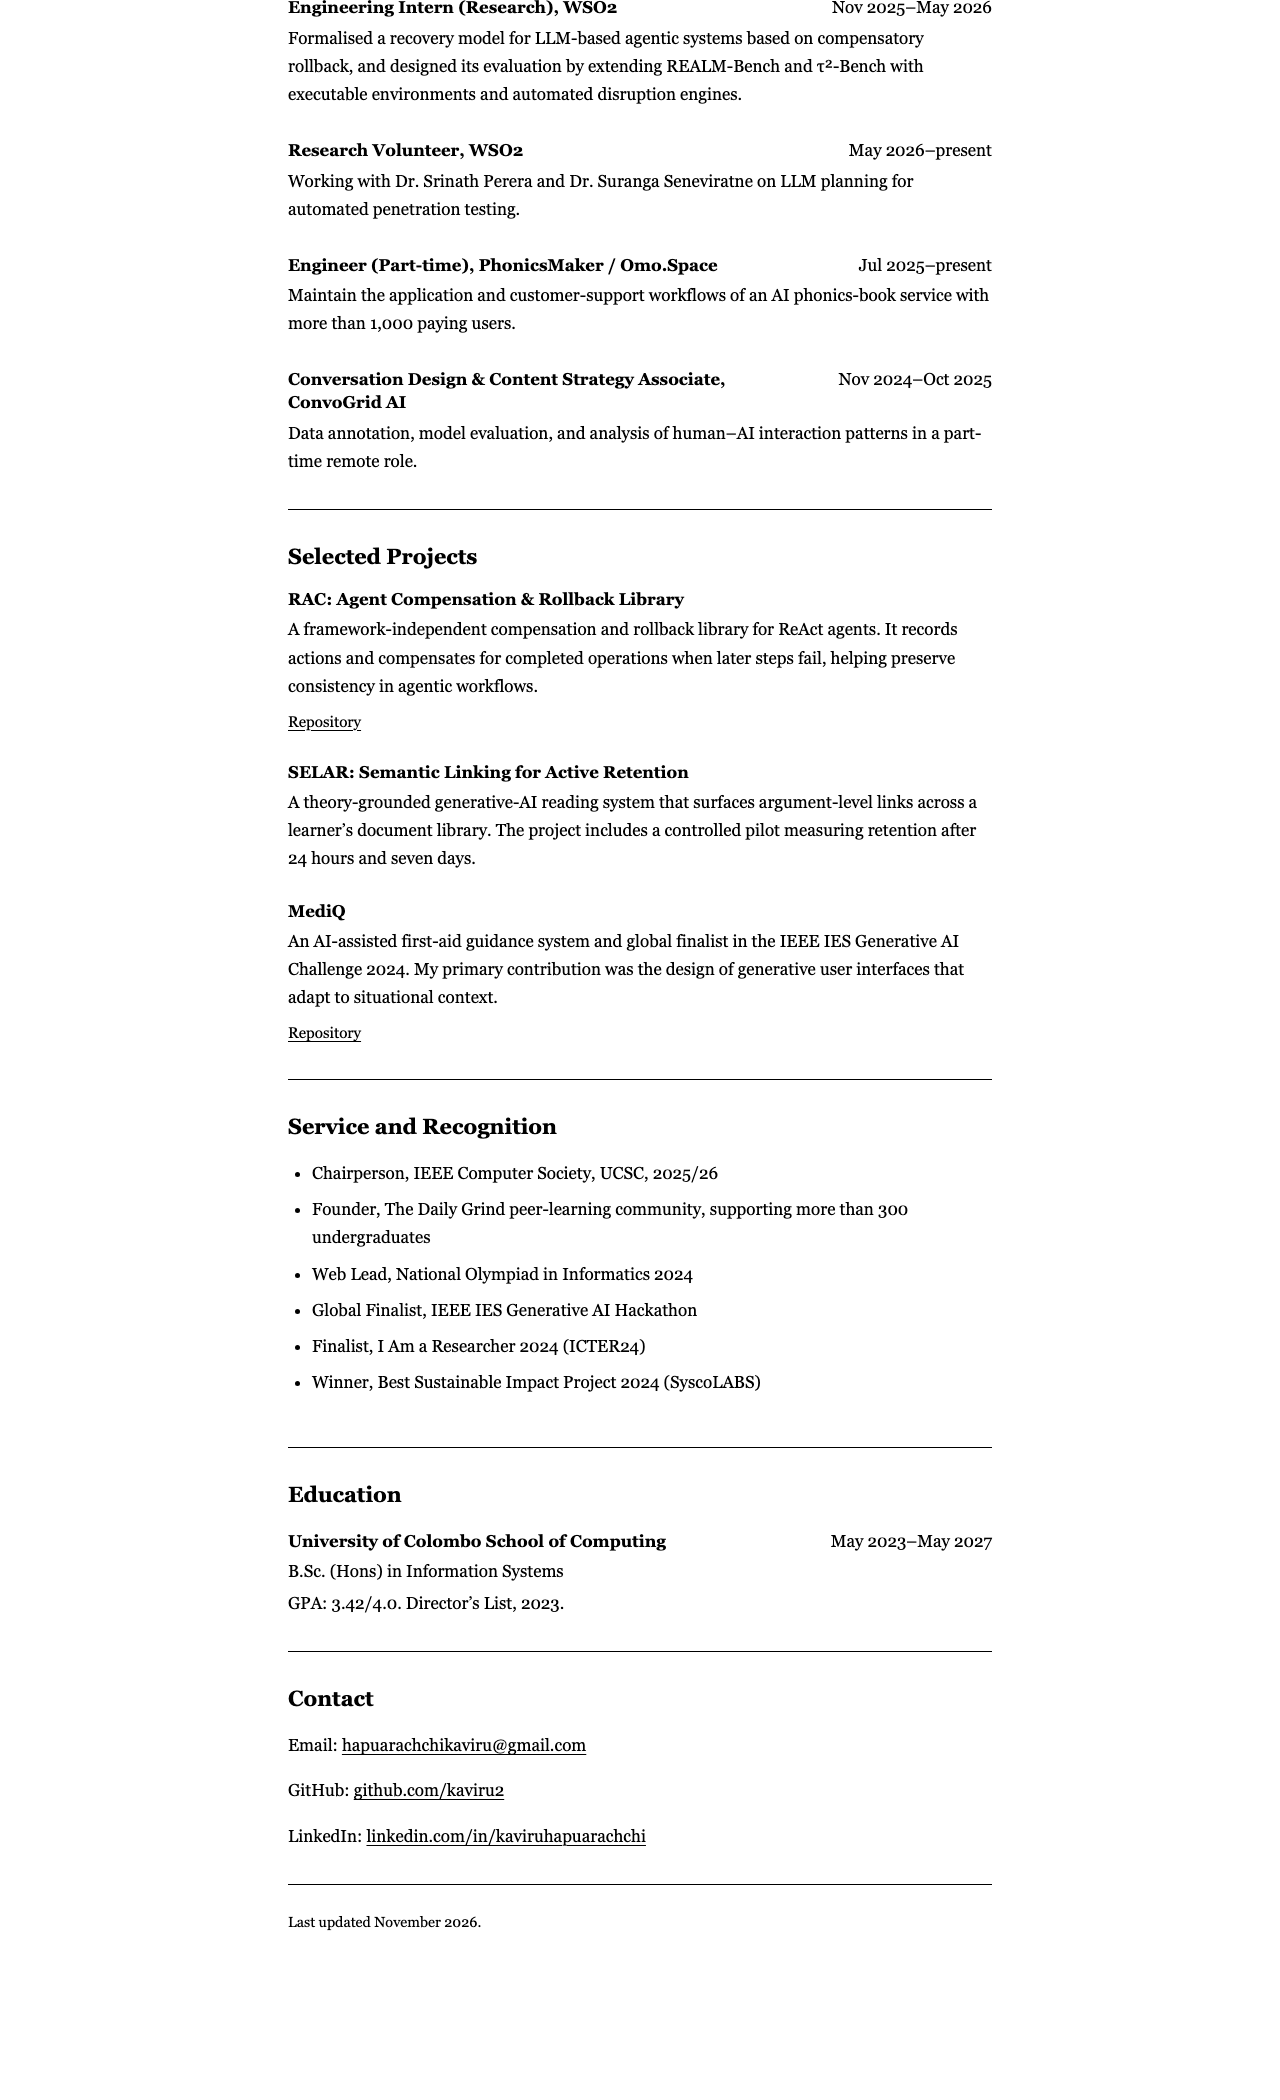 Engineering Intern (Research), WSO2 Nov 2025–May 2026
Formalised a recovery model for LLM-based agentic systems based on compensatory
rollback, and designed its evaluation by extending REALM-Bench and τ²-Bench with
executable environments and automated disruption engines.
Research Volunteer, WSO2 May 2026–present
Working with Dr. Srinath Perera and Dr. Suranga Seneviratne on LLM planning for
automated penetration testing.
Engineer (Part-time), PhonicsMaker / Omo.Space Jul 2025–present
Maintain the application and customer-support workflows of an AI phonics-book service with
more than 1,000 paying users.
Conversation Design & Content Strategy Associate, Nov 2024–Oct 2025
ConvoGrid AI
Data annotation, model evaluation, and analysis of human–AI interaction patterns in a part-
time remote role.
Selected Projects
RAC: Agent Compensation & Rollback Library
A framework-independent compensation and rollback library for ReAct agents. It records
actions and compensates for completed operations when later steps fail, helping preserve
consistency in agentic workflows.
Repository
SELAR: Semantic Linking for Active Retention
A theory-grounded generative-AI reading system that surfaces argument-level links across a
learner’s document library. The project includes a controlled pilot measuring retention after
24 hours and seven days.
MediQ
An AI-assisted first-aid guidance system and global finalist in the IEEE IES Generative AI
Challenge 2024. My primary contribution was the design of generative user interfaces that
adapt to situational context.
Repository
Service and Recognition
• Chairperson, IEEE Computer Society, UCSC, 2025/26
• Founder, The Daily Grind peer-learning community, supporting more than 300
undergraduates
• Web Lead, National Olympiad in Informatics 2024
• Global Finalist, IEEE IES Generative AI Hackathon
• Finalist, I Am a Researcher 2024 (ICTER24)
• Winner, Best Sustainable Impact Project 2024 (SyscoLABS)
Education
University of Colombo School of Computing May 2023–May 2027
B.Sc. (Hons) in Information Systems
GPA: 3.42/4.0. Director’s List, 2023.
Contact
Email: hapuarachchikaviru@gmail.com
GitHub: github.com/kaviru2
LinkedIn: linkedin.com/in/kaviruhapuarachchi
Last updated November 2026.